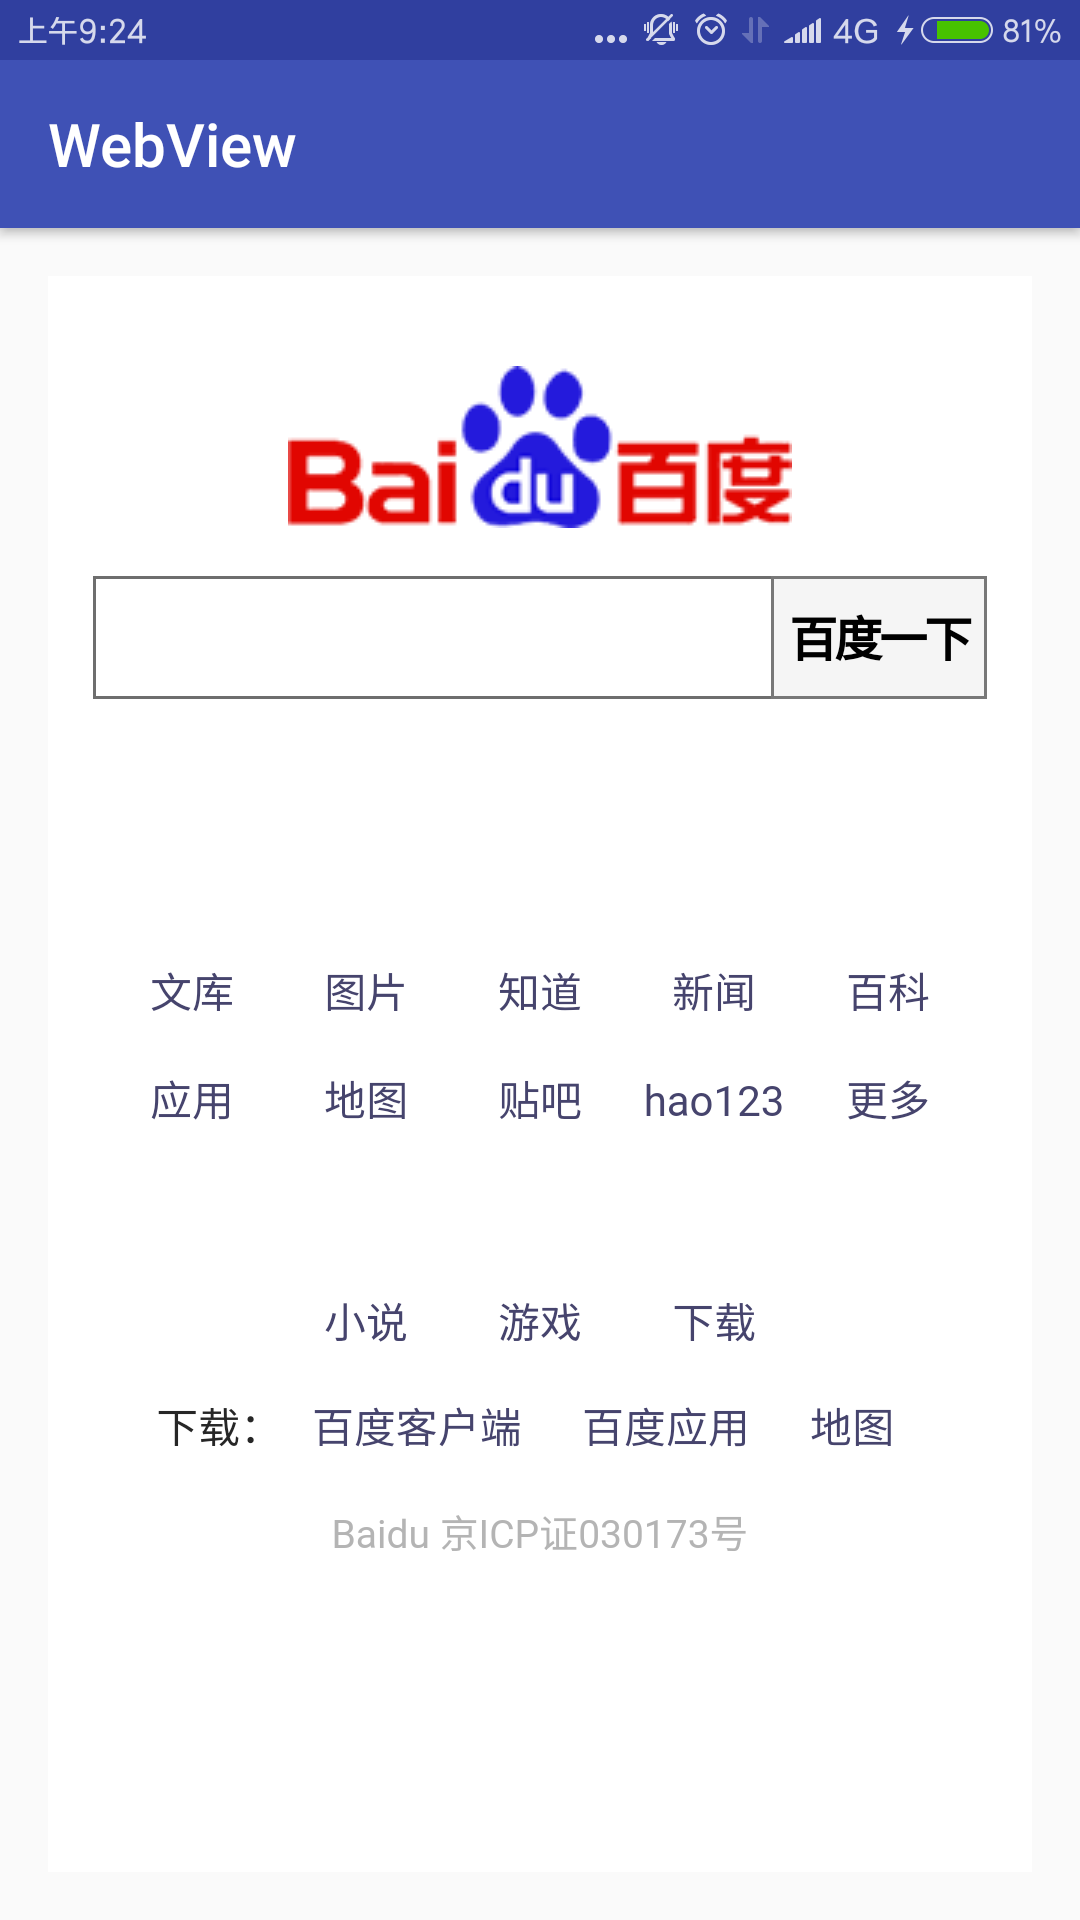 上午9:24 ... 4G 81%
WebView
Bai du 百度
百度一下
文库 图片 知道 新闻 百科
应用 地图 贴吧 hao123 更多
小说 游戏 下载
下载： 百度客户端 百度应用 地图
Baidu 京ICP证030173号